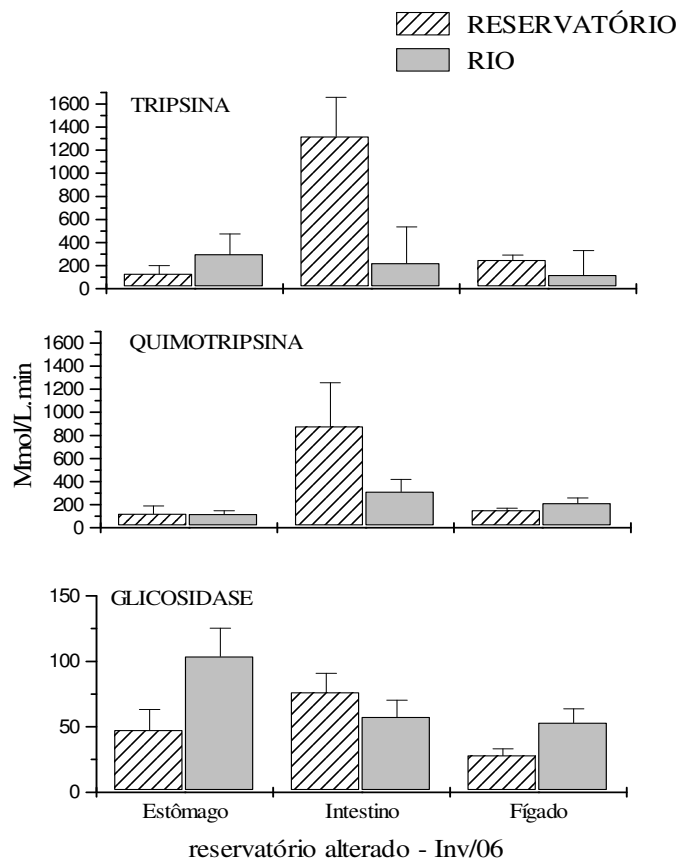 RESERVATÓRIO
RIO
TRIPSINA
1600
1400
1200
1000
800
600
400
200
0
QUIMOTRIPSINA
1600
1400
1200
1000
800
600
400
200
0
Mmol/L.min
GLICOSIDASE
150
100
50
0
Estômago Intestino Fígado
reservatório alterado - Inv/06